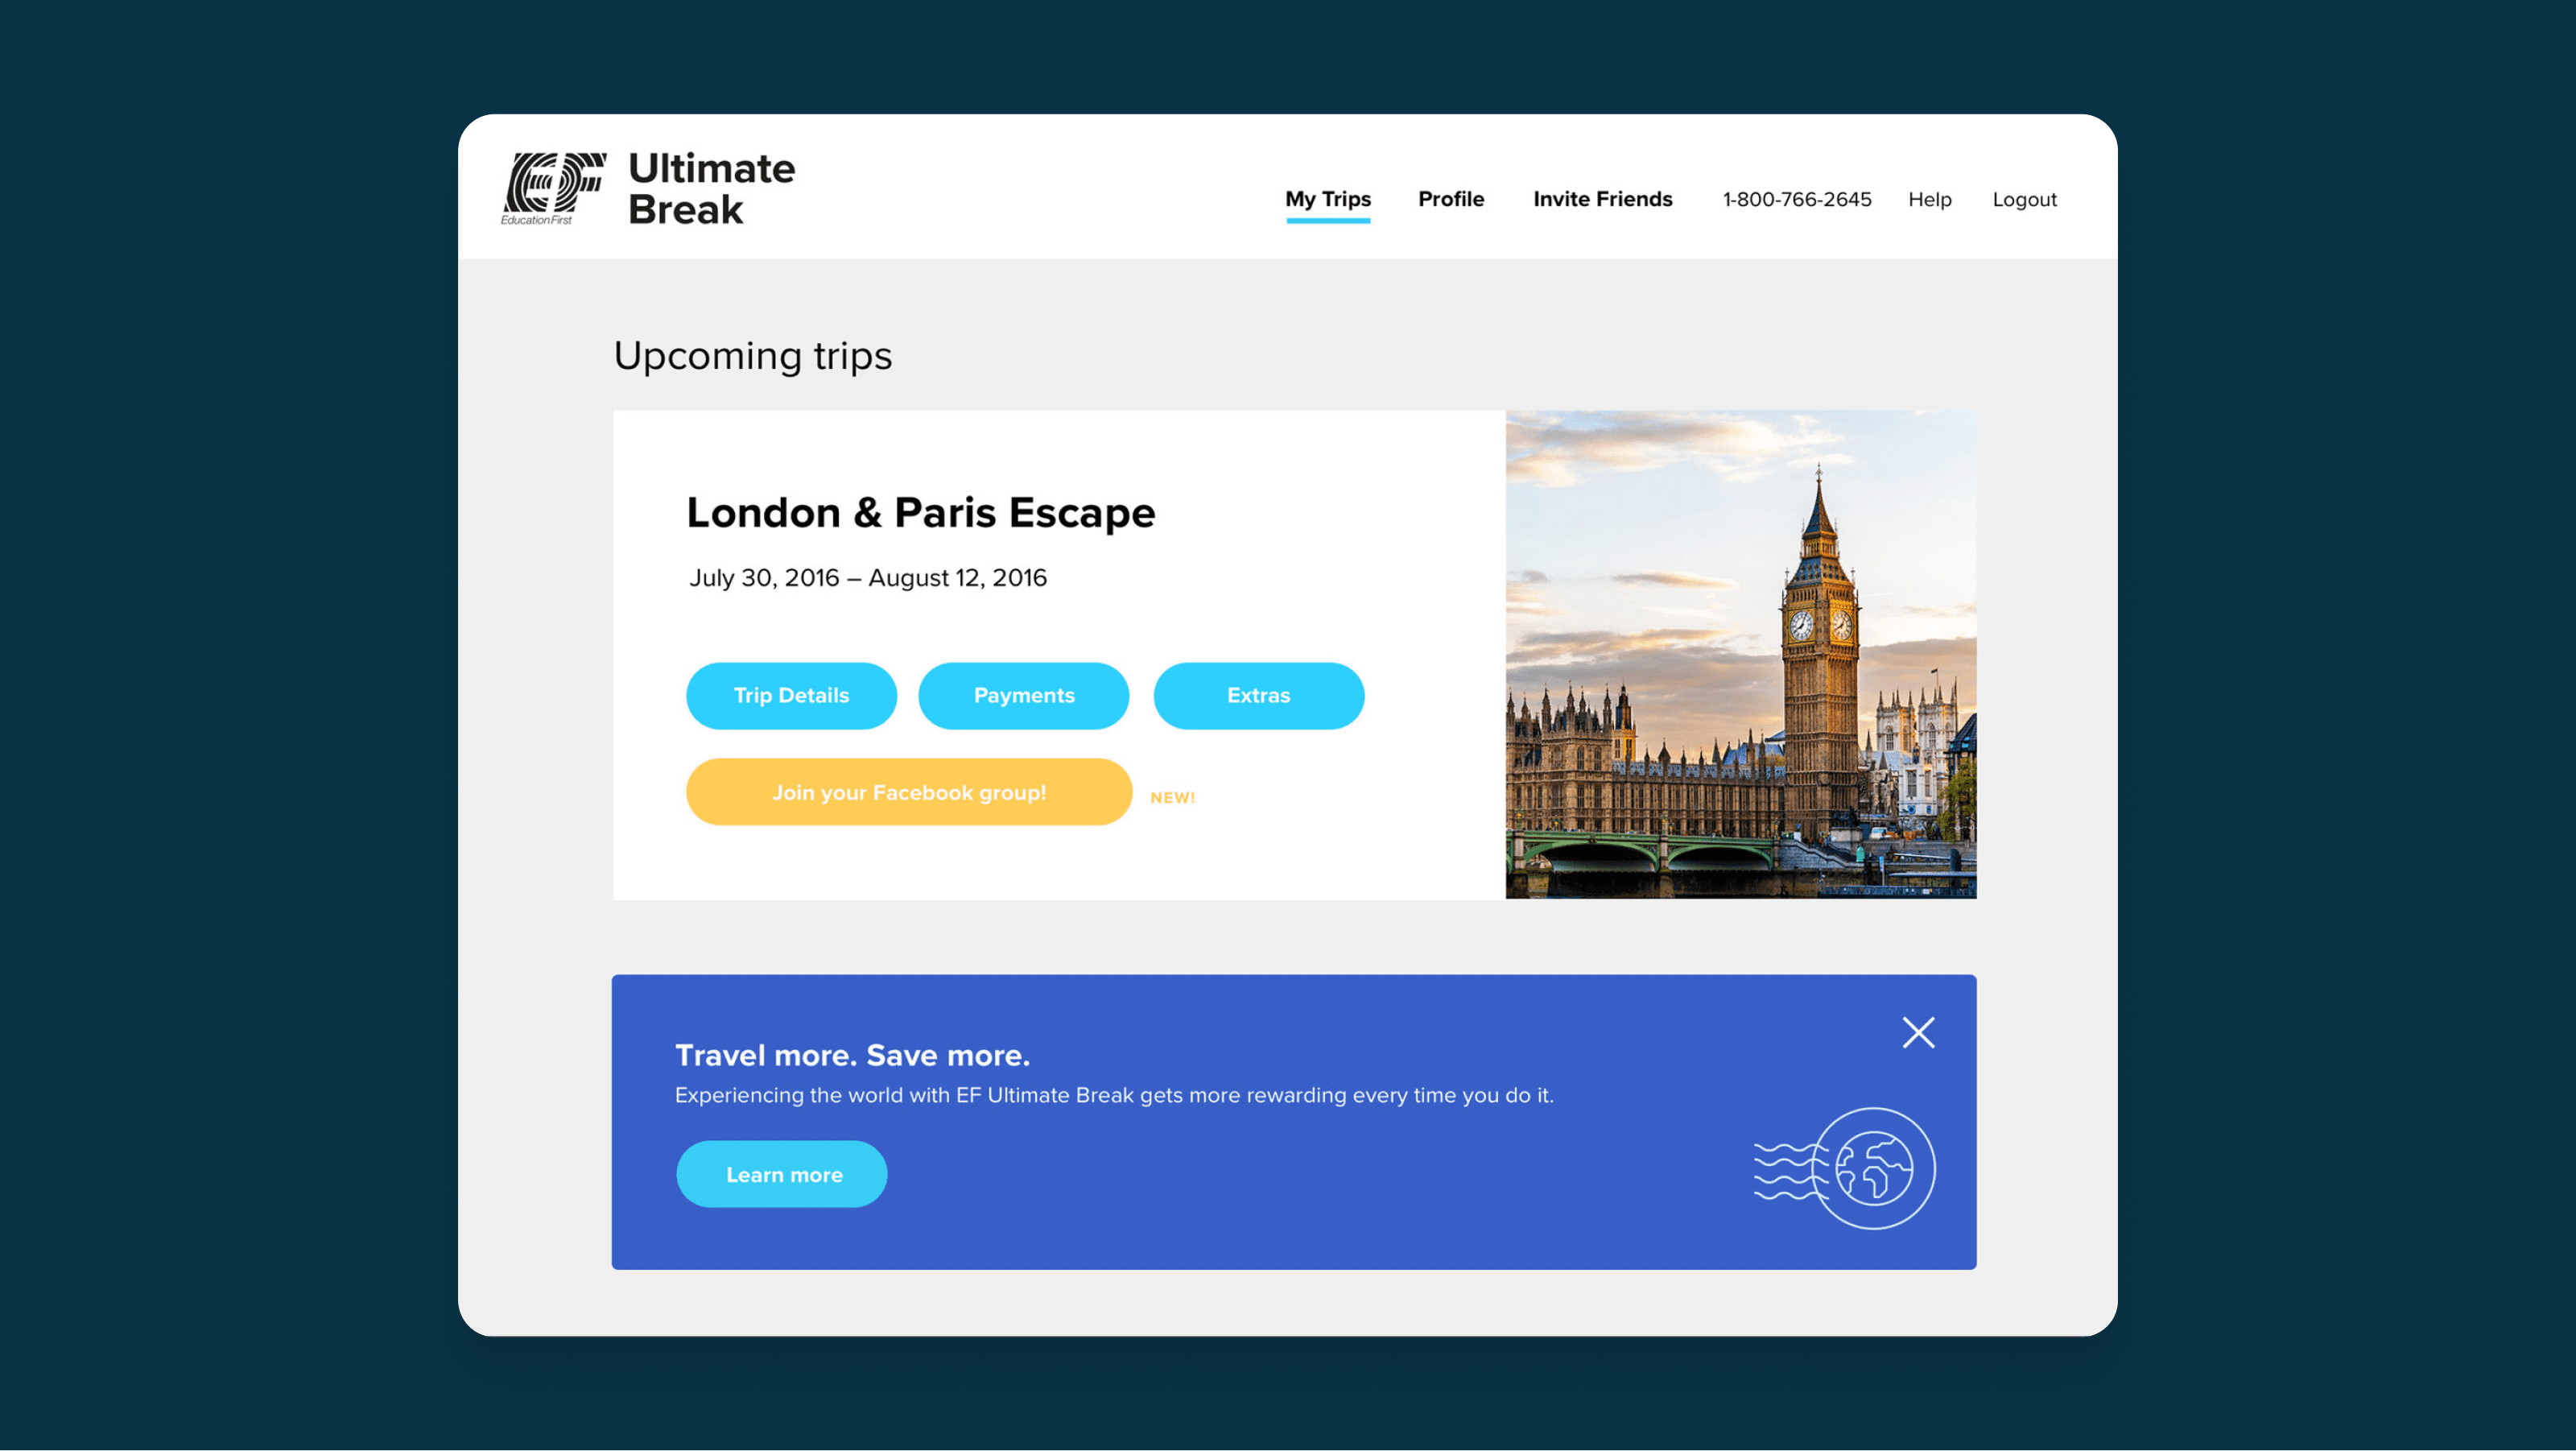 EF
Education First
Ultimate
Break
My Trips
Profile
Invite Friends
1-800-766-2645
Help
Logout
Upcoming trips
London & Paris Escape
July 30, 2016 – August 12, 2016
Trip Details
Payments
Extras
Join your Facebook group!
NEW!
Travel more. Save more.
Experiencing the world with EF Ultimate Break gets more rewarding every time you do it.
Learn more